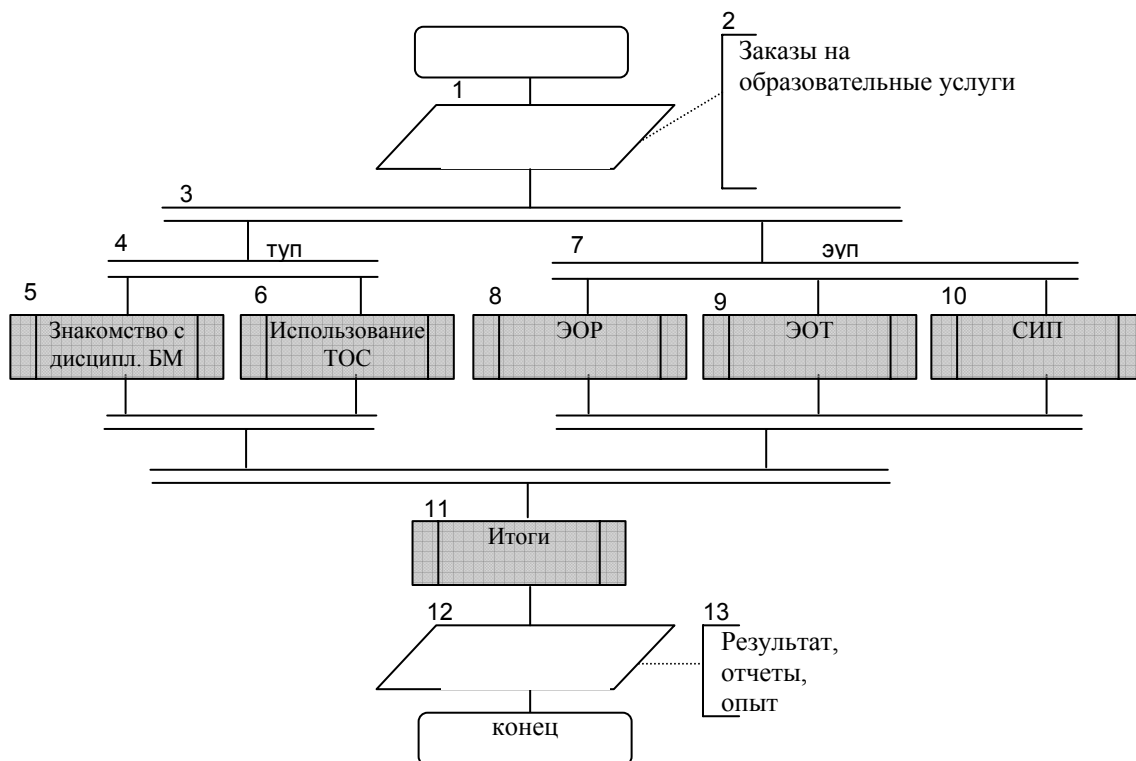 2
Заказы на
образовательные услуги
1
3
4
туп
7
эуп
5
6
8
9
10
Знакомство с
дисципл. БМ
Использование
ТОС
ЭОР
ЭОТ
СИП
11
Итоги
12
13
Результат,
отчеты,
опыт
конец